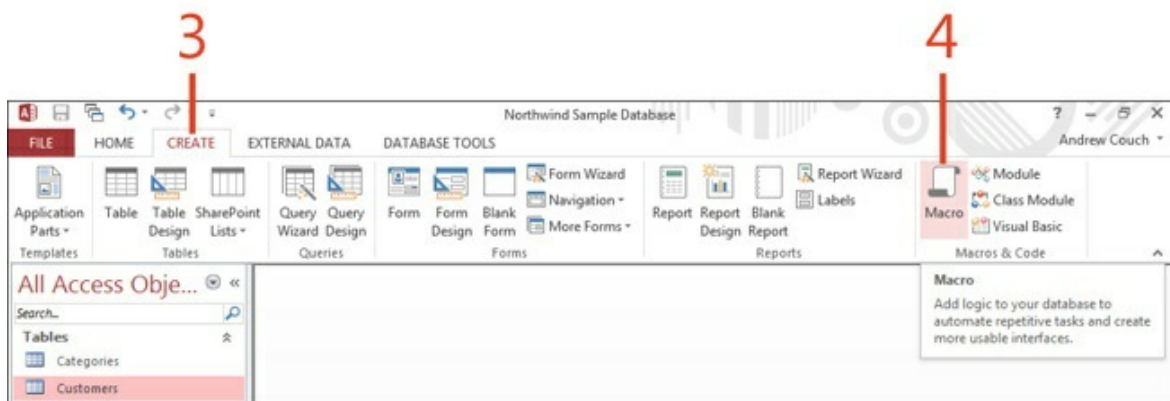 3
4
Northwind Sample Database
?
FILE HOME CREATE EXTERNAL DATA DATABASE TOOLS
Andrew Couch
Application Parts
Table
Table Design
SharePoint Lists
Query Wizard
Query Design
Form
Form Design
Blank Form
Form Wizard
Navigation
More Forms
Report
Report Design
Blank Report
Report Wizard
Labels
Macro
Module
Class Module
Visual Basic
Templates
Tables
Queries
Forms
Reports
Macros & Code
All Access Obje...
Search...
Tables
Categories
Customers
Macro
Add logic to your database to
automate repetitive tasks and create
more usable interfaces.